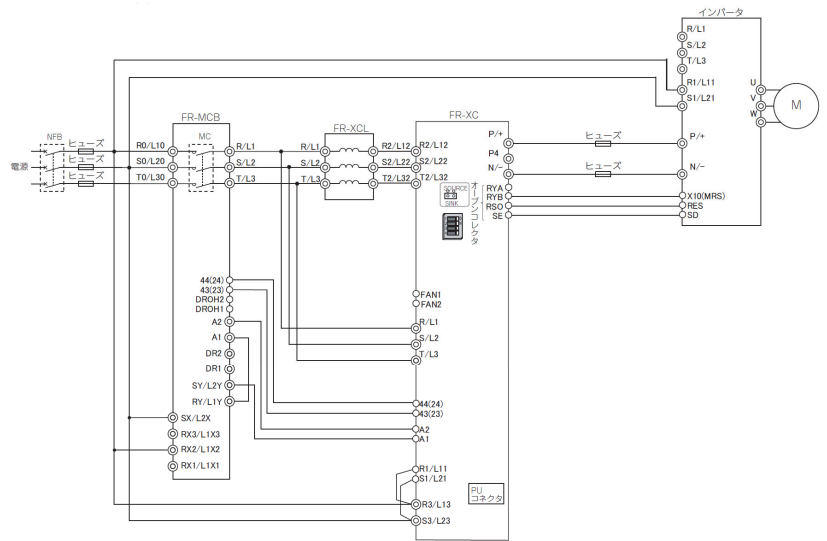 インバータ
R/L1
S/L2
T/L3
R1/L11
S1/L21
U
V
W
M
P/+
N/-
X10(MRS)
RES
SD
NFB
ヒューズ
ヒューズ
ヒューズ
電源
FR-MCB
MC
R0/L10
S0/L20
T0/L30
R/L1
S/L2
T/L3
FR-XCL
R/L1
S/L2
T/L3
R2/L12
S2/L22
T2/L32
FR-XC
R2/L12
S2/L22
T2/L32
P/+
P4
N/-
ヒューズ
ヒューズ
SOURCE
SINK
オープンコレクタ
RYA
RYB
RSO
SE
44(24)
43(23)
DROH2
DROH1
A2
A1
DR2
DR1
SY/L2Y
RY/L1Y
SX/L2X
RX3/L1X3
RX2/L1X2
RX1/L1X1
FAN1
FAN2
R/L1
S/L2
T/L3
44(24)
43(23)
A2
A1
R1/L11
S1/L21
R3/L13
S3/L23
PU
コネクタ